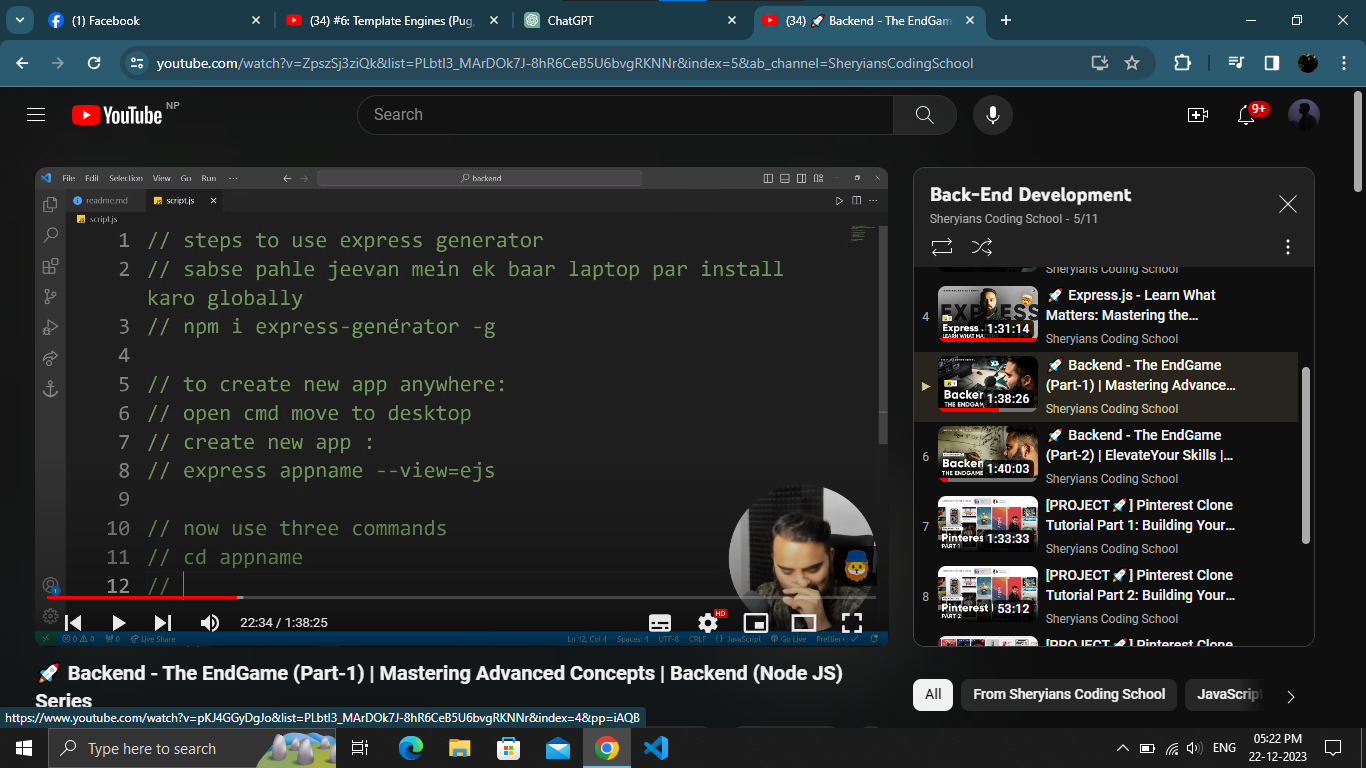 (1) Facebook
(34) #6: Template Engines (Pug,
ChatGPT
(34) 🚀 Backend - The EndGam
youtube.com/watch?v=ZpszSj3ziQk&list=PLbtI3_MArDOk7J-8hR6CeB5U6bvgRKNNr&index=5&ab_channel=SheryiansCodingSchool
YouTube NP
Search
9+
File Edit Selection View Go Run ...
backend
readme.md
script.js
script.js
1 // steps to use express generator
2 // sabse pahle jeevan mein ek baar laptop par install
karo globally
3 // npm i express-generator -g
4
5 // to create new app anywhere:
6 // open cmd move to desktop
7 // create new app :
8 // express appname --view=ejs
9
10 // now use three commands
11 // cd appname
12 //
22:34 / 1:38:25
HD
0 0 0 Live Share
Ln 12, Col 4 Spaces: 4 UTF-8 CRLF {} JavaScript Go Live Prettier
🚀 Backend - The EndGame (Part-1) | Mastering Advanced Concepts | Backend (Node JS)
Series
Back-End Development
Sheryians Coding School - 5/11
Sheryians Coding School
4
1:31:14
🚀 Express.js - Learn What
Matters: Mastering the...
Sheryians Coding School
1:38:26
🚀 Backend - The EndGame
(Part-1) | Mastering Advance...
Sheryians Coding School
6
1:40:03
🚀 Backend - The EndGame
(Part-2) | ElevateYour Skills |...
Sheryians Coding School
7
1:33:33
[PROJECT 🚀] Pinterest Clone
Tutorial Part 1: Building Your...
Sheryians Coding School
8
53:12
[PROJECT 🚀] Pinterest Clone
Tutorial Part 2: Building Your...
Sheryians Coding School
[PROJECT 🚀] Pinterest Clone
All
From Sheryians Coding School
JavaScript
https://www.youtube.com/watch?v=pKJ4GGyDgJo&list=PLbtI3_MArDOk7J-8hR6CeB5U6bvgRKNNr&index=4&pp=iAQB
Type here to search
ENG
05:22 PM
22-12-2023